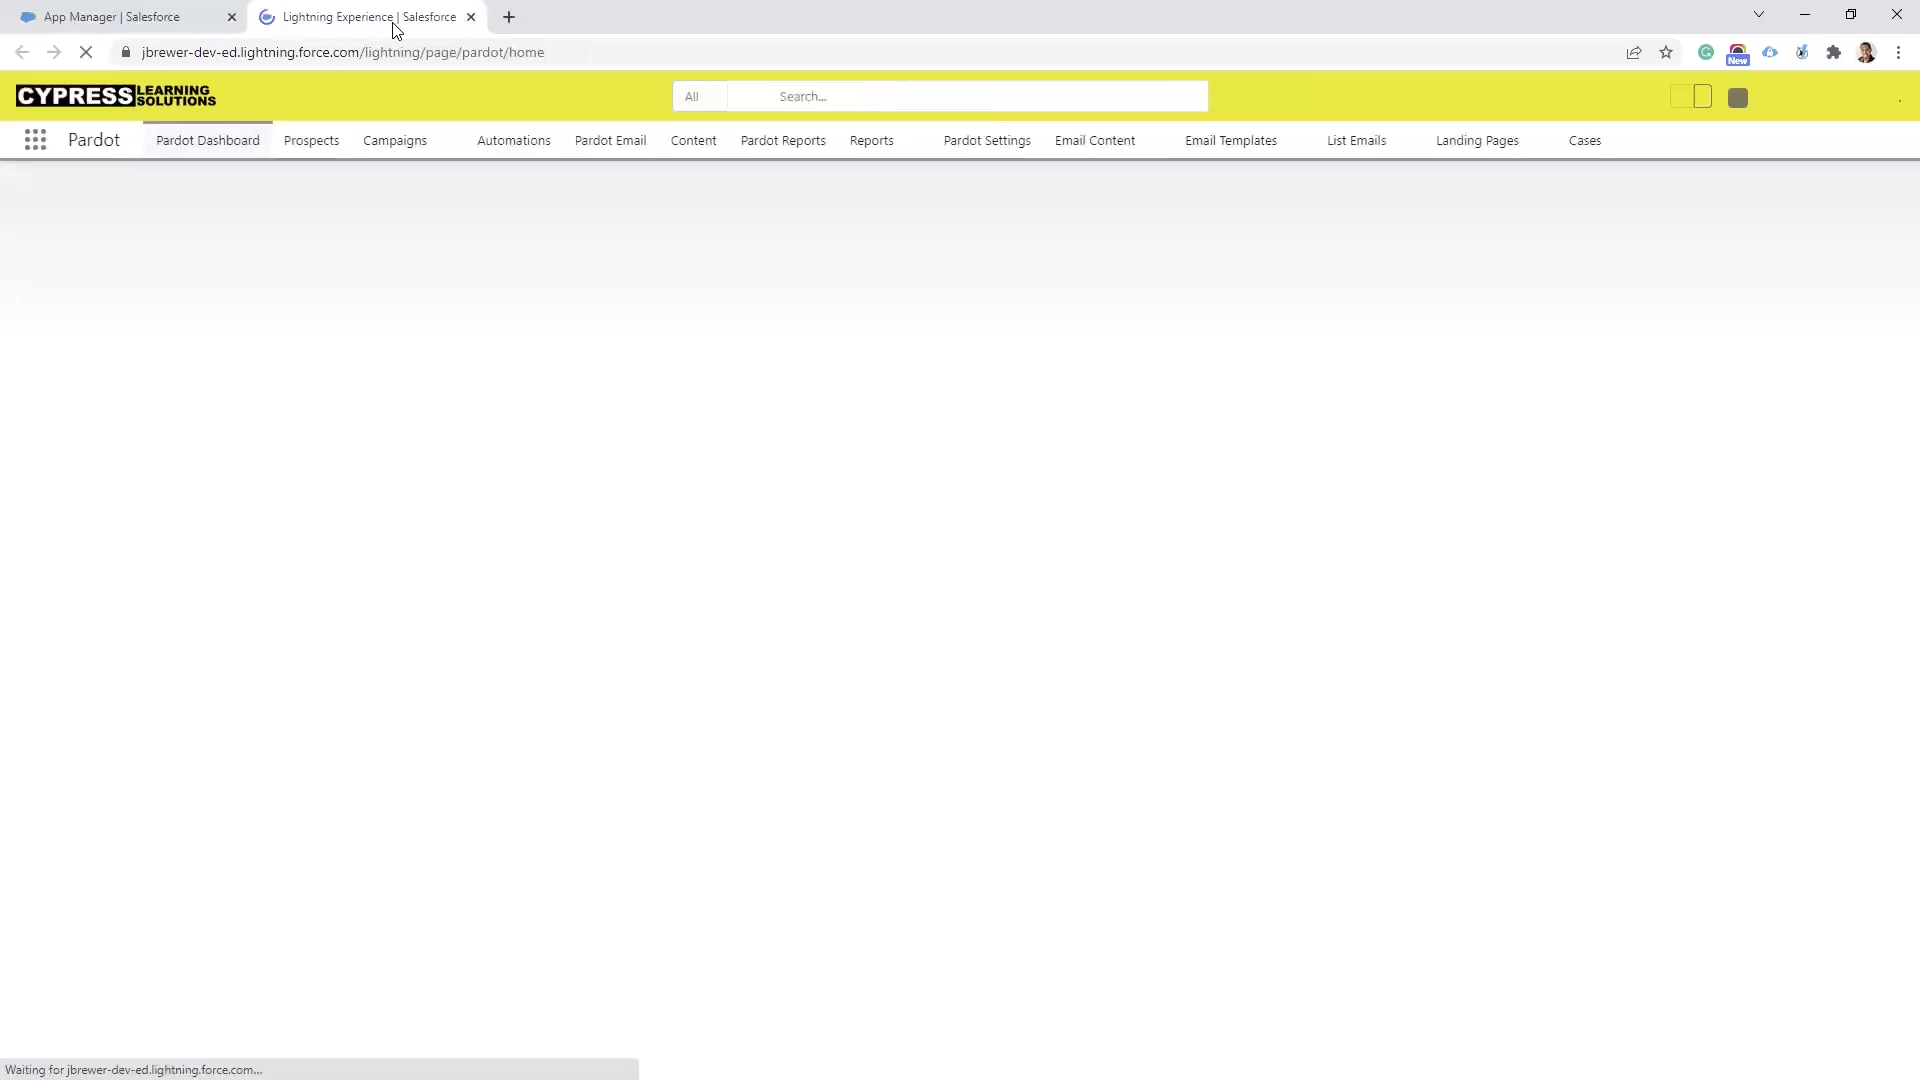 App Manager | Salesforce
Lightning Experience | Salesforce
jbrewer-dev-ed.lightning.force.com/lightning/page/pardot/home
New
CYPRESS LEARNING SOLUTIONS
All
Search...
Pardot
Pardot Dashboard
Prospects
Campaigns
Automations
Pardot Email
Content
Pardot Reports
Reports
Pardot Settings
Email Content
Email Templates
List Emails
Landing Pages
Cases
Waiting for jbrewer-dev-ed.lightning.force.com...